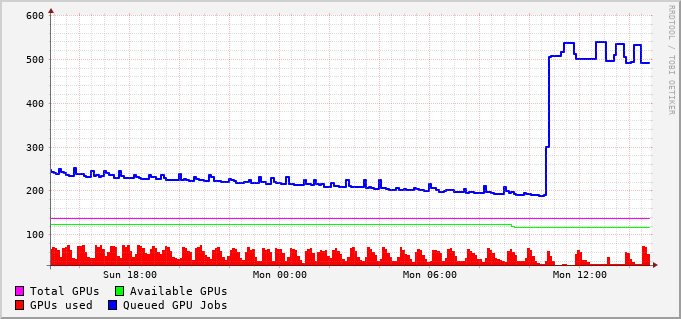 600
500
400
300
200
100
Sun 18:00 Mon 00:00 Mon 06:00 Mon 12:00
Total GPUs Available GPUs
GPUs used Queued GPU Jobs
RRDTOOL / TOBI OETIKER